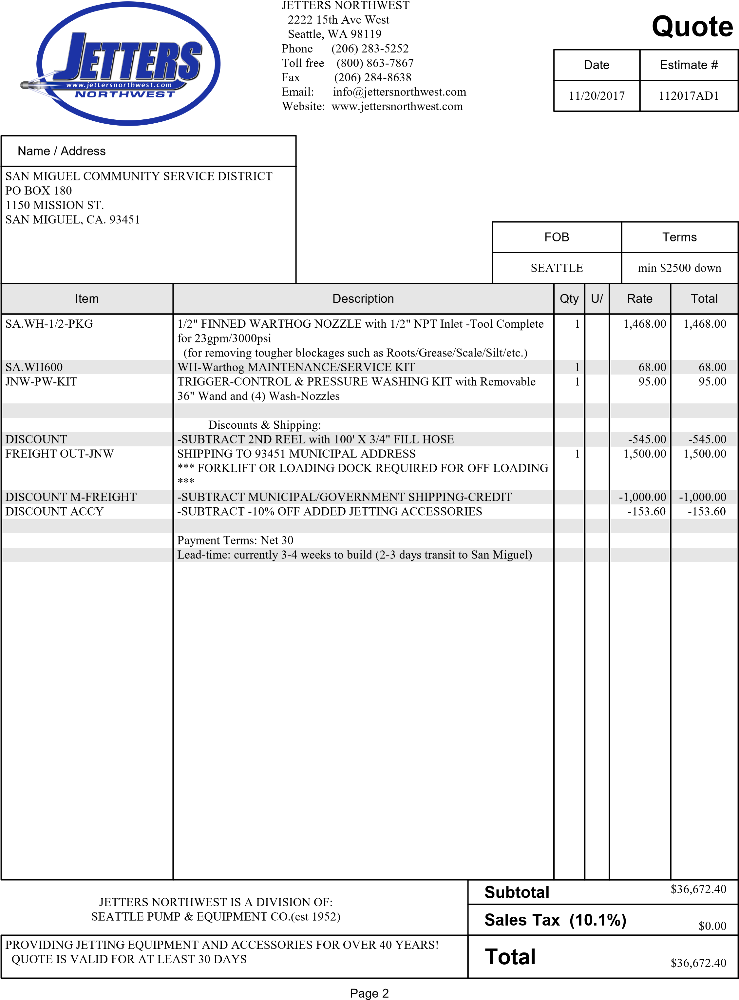 JETTERS
www.jettersnorthwest.com
NORTHWEST
JETTERS NORTHWEST
2222 15th Ave West
Seattle, WA 98119
Phone (206) 283-5252
Toll free (800) 863-7867
Fax (206) 284-8638
Email: info@jettersnorthwest.com
Website: www.jettersnorthwest.com
Quote
Date Estimate #
11/20/2017 112017AD1
Name / Address
SAN MIGUEL COMMUNITY SERVICE DISTRICT
PO BOX 180
1150 MISSION ST.
SAN MIGUEL, CA. 93451
FOB Terms
SEATTLE min $2500 down
Item Description Qty U/ Rate Total
SA.WH-1/2-PKG 1/2" FINNED WARTHOG NOZZLE with 1/2" NPT Inlet -Tool Complete 1 1,468.00 1,468.00
for 23gpm/3000psi
(for removing tougher blockages such as Roots/Grease/Scale/Silt/etc.)
SA.WH600 WH-Warthog MAINTENANCE/SERVICE KIT 1 68.00 68.00
JNW-PW-KIT TRIGGER-CONTROL & PRESSURE WASHING KIT with Removable 1 95.00 95.00
36" Wand and (4) Wash-Nozzles
Discounts & Shipping:
DISCOUNT -SUBTRACT 2ND REEL with 100' X 3/4" FILL HOSE -545.00 -545.00
FREIGHT OUT-JNW SHIPPING TO 93451 MUNICIPAL ADDRESS 1 1,500.00 1,500.00
*** FORKLIFT OR LOADING DOCK REQUIRED FOR OFF LOADING
***
DISCOUNT M-FREIGHT -SUBTRACT MUNICIPAL/GOVERNMENT SHIPPING-CREDIT -1,000.00 -1,000.00
DISCOUNT ACCY -SUBTRACT -10% OFF ADDED JETTING ACCESSORIES -153.60 -153.60
Payment Terms: Net 30
Lead-time: currently 3-4 weeks to build (2-3 days transit to San Miguel)
JETTERS NORTHWEST IS A DIVISION OF:
SEATTLE PUMP & EQUIPMENT CO.(est 1952)
PROVIDING JETTING EQUIPMENT AND ACCESSORIES FOR OVER 40 YEARS!
QUOTE IS VALID FOR AT LEAST 30 DAYS
Subtotal $36,672.40
Sales Tax (10.1%) $0.00
Total $36,672.40
Page 2